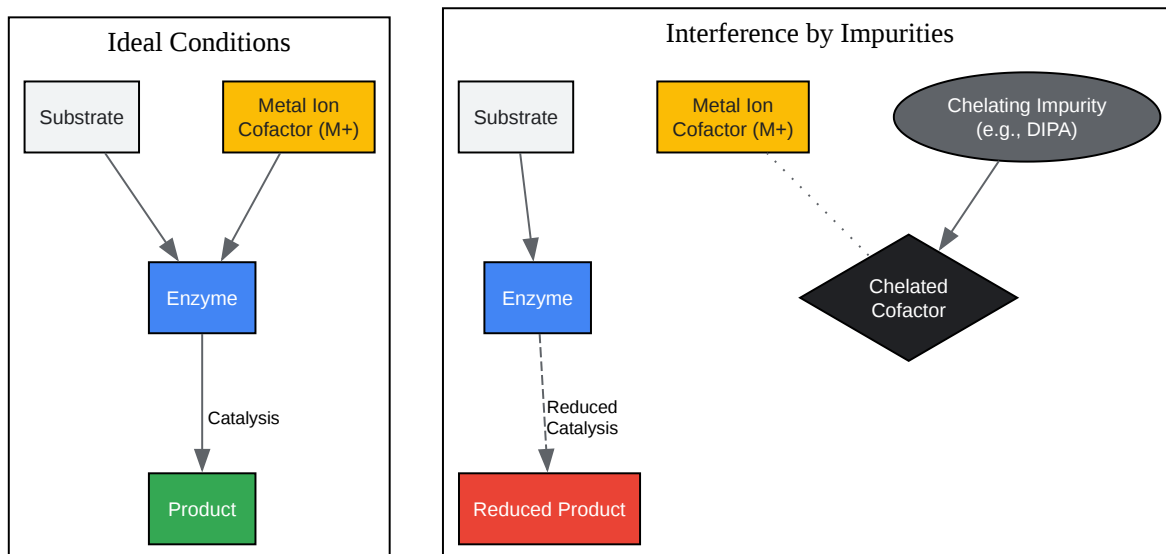 Ideal Conditions
Substrate
Metal Ion
Cofactor (M+)
Enzyme
Catalysis
Product
Interference by Impurities
Substrate
Metal Ion
Cofactor (M+)
Chelating Impurity
(e.g., DIPA)
Enzyme
Chelated
Cofactor
Reduced
Catalysis
Reduced Product